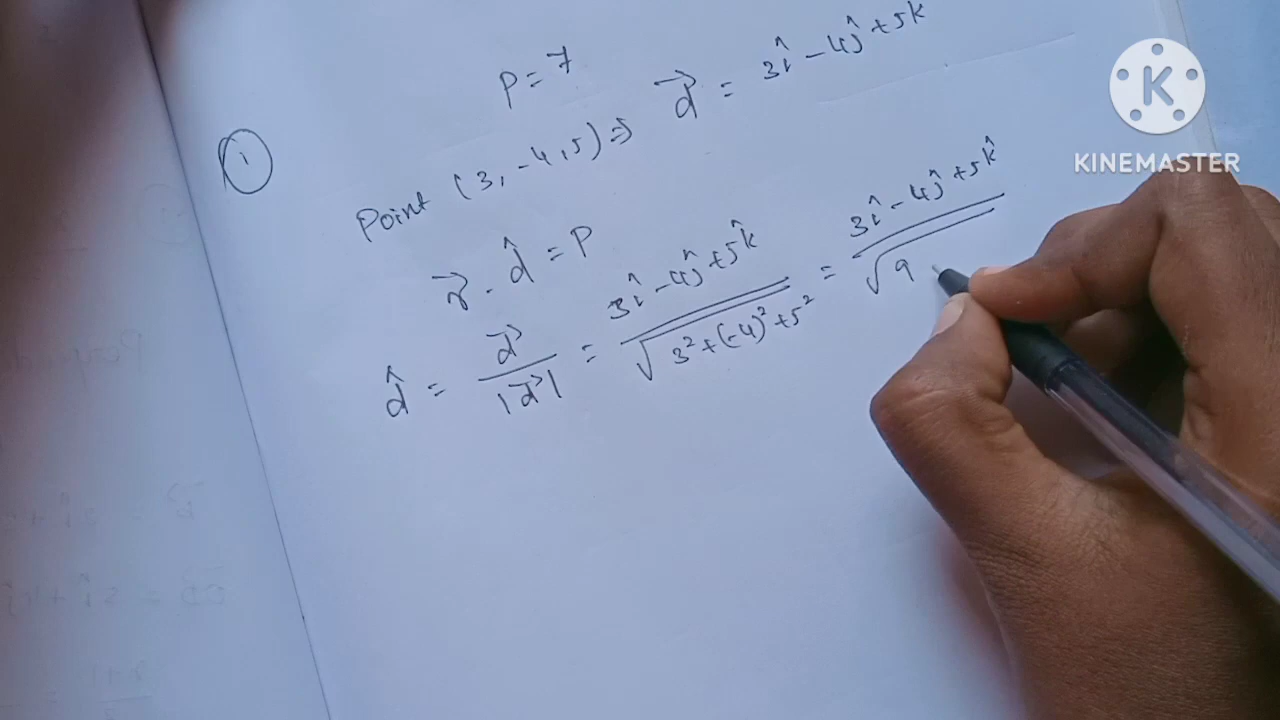 P = 7
①
Point (3, -4, 5) ⇒ d⃗ = 3î - 4ĵ + 5k
r⃗ . d̂ = P
d̂ = d⃗ / |d⃗| = 3î - 4ĵ + 5k̂ / √3² + (-4)² + 5² = 3î - 4ĵ + 5k̂ / √9
K
KINEMASTER